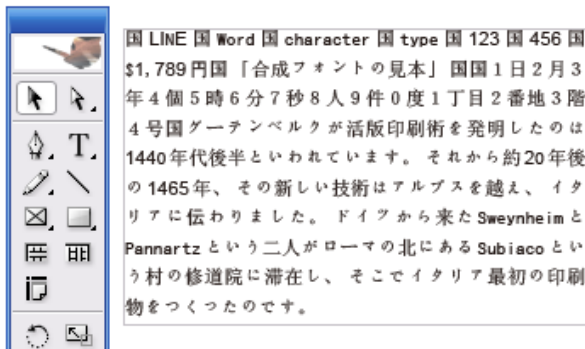 国 LINE 国 Word 国 character 国 type 国 123 国 456 国
$1,789円国「合成フォントの見本」国国1日2月3
年4個5時6分7秒8人9件0度1丁目2番地3階
4号国グーテンベルクが活版印刷術を発明したのは
1440年代後半といわれています。それから約20年後
の1465年、その新しい技術はアルプスを越え、イタ
リアに伝わりました。ドイツから来たSweynheimと
Pannartzという二人がローマの北にあるSubiacoとい
う村の修道院に滞在し、そこでイタリア最初の印刷
物をつくつたのです。